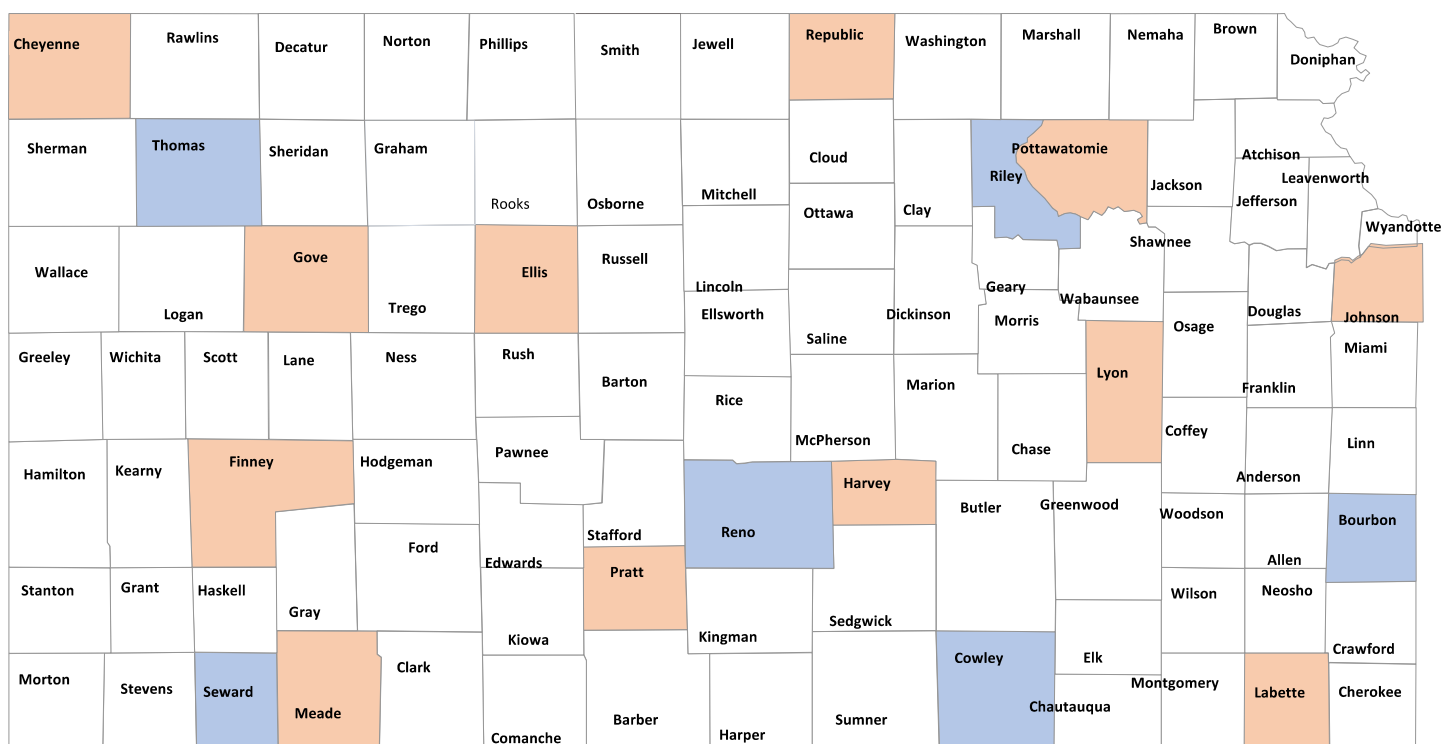 Cheyenne
Rawlins
Decatur
Norton
Phillips
Smith
Jewell
Republic
Washington
Marshall
Nemaha
Brown
Doniphan
Sherman
Thomas
Sheridan
Graham
Rooks
Osborne
Mitchell
Cloud
Ottawa
Clay
Riley
Pottawatomie
Jackson
Atchison
Jefferson
Leavenworth
Wyandotte
Wallace
Logan
Gove
Trego
Ellis
Russell
Lincoln
Ellsworth
Saline
Dickinson
Geary
Morris
Wabaunsee
Shawnee
Osage
Douglas
Johnson
Miami
Greeley
Wichita
Scott
Lane
Ness
Rush
Barton
Rice
McPherson
Marion
Chase
Lyon
Coffey
Franklin
Anderson
Linn
Hamilton
Kearny
Finney
Hodgeman
Pawnee
Stafford
Edwards
Reno
Harvey
Butler
Greenwood
Woodson
Allen
Bourbon
Stanton
Grant
Haskell
Gray
Ford
Kiowa
Pratt
Kingman
Sedgwick
Elk
Wilson
Neosho
Crawford
Morton
Stevens
Seward
Meade
Clark
Comanche
Barber
Harper
Sumner
Cowley
Chautauqua
Montgomery
Labette
Cherokee